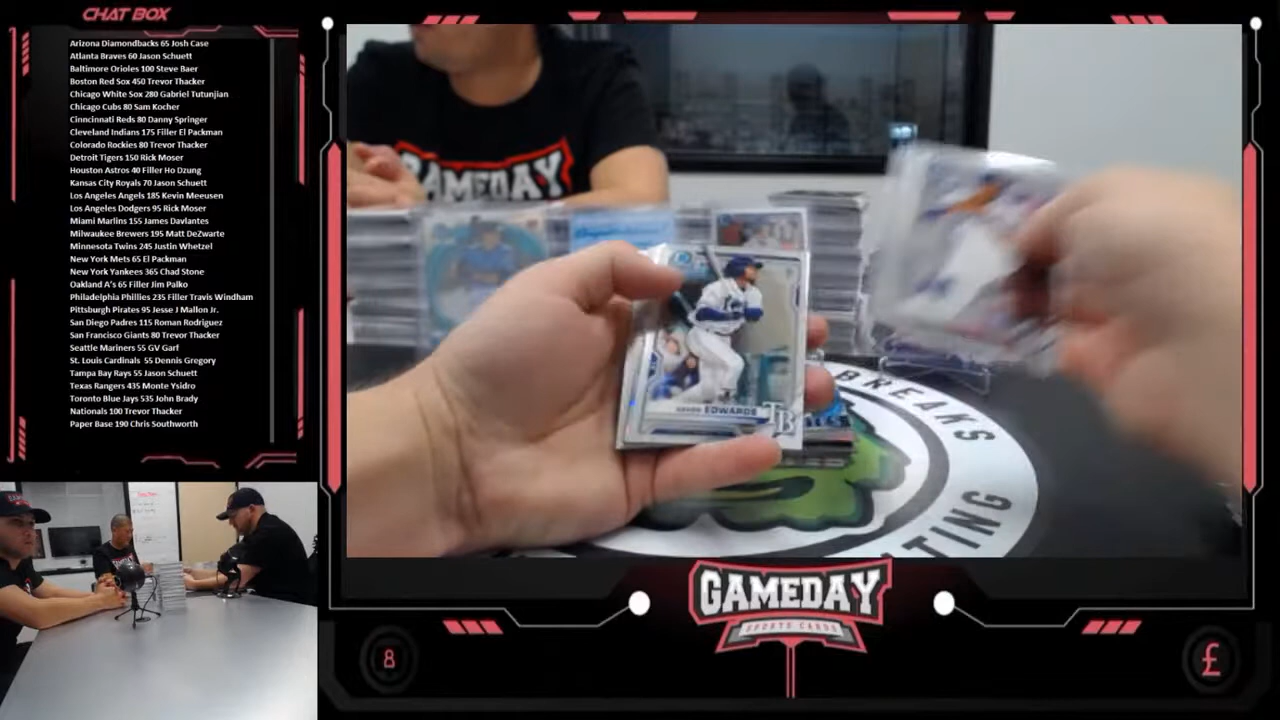 CHAT BOX
Arizona Diamondbacks 65 Josh Case
Atlanta Braves 60 Jason Schuett
Baltimore Orioles 100 Steve Baer
Boston Red Sox 450 Trevor Thacker
Chicago White Sox 280 Gabriel Tutunjian
Chicago Cubs 80 Sam Kocher
Cinncinnati Reds 80 Danny Springer
Cleveland Indians 175 Filler El Packman
Colorado Rockies 80 Trevor Thacker
Detroit Tigers 150 Rick Moser
Houston Astros 40 Filler Ho Dzung
Kansas City Royals 70 Jason Schuett
Los Angeles Angels 185 Kevin Meeusen
Los Angeles Dodgers 95 Rick Moser
Miami Marlins 155 James Davlantes
Milwaukee Brewers 195 Matt DeZwarte
Minnesota Twins 245 Justin Whetzel
New York Mets 65 El Packman
New York Yankees 365 Chad Stone
Oakland A's 65 Filler Jim Palko
Philadelphia Phillies 235 Filler Travis Windham
Pittsburgh Pirates 95 Jesse J Mallon Jr.
San Diego Padres 115 Roman Rodriguez
San Francisco Giants 80 Trevor Thacker
Seattle Mariners 55 GV Garf
St. Louis Cardinals 55 Dennis Gregory
Tampa Bay Rays 55 Jason Schuett
Texas Rangers 435 Monte Ysidro
Toronto Blue Jays 535 John Brady
Nationals 100 Trevor Thacker
Paper Base 190 Chris Southworth
GAMEDAY
EDWARDS
TB
BREAKS
GAMEDAY
SPORTS CARDS
8
£